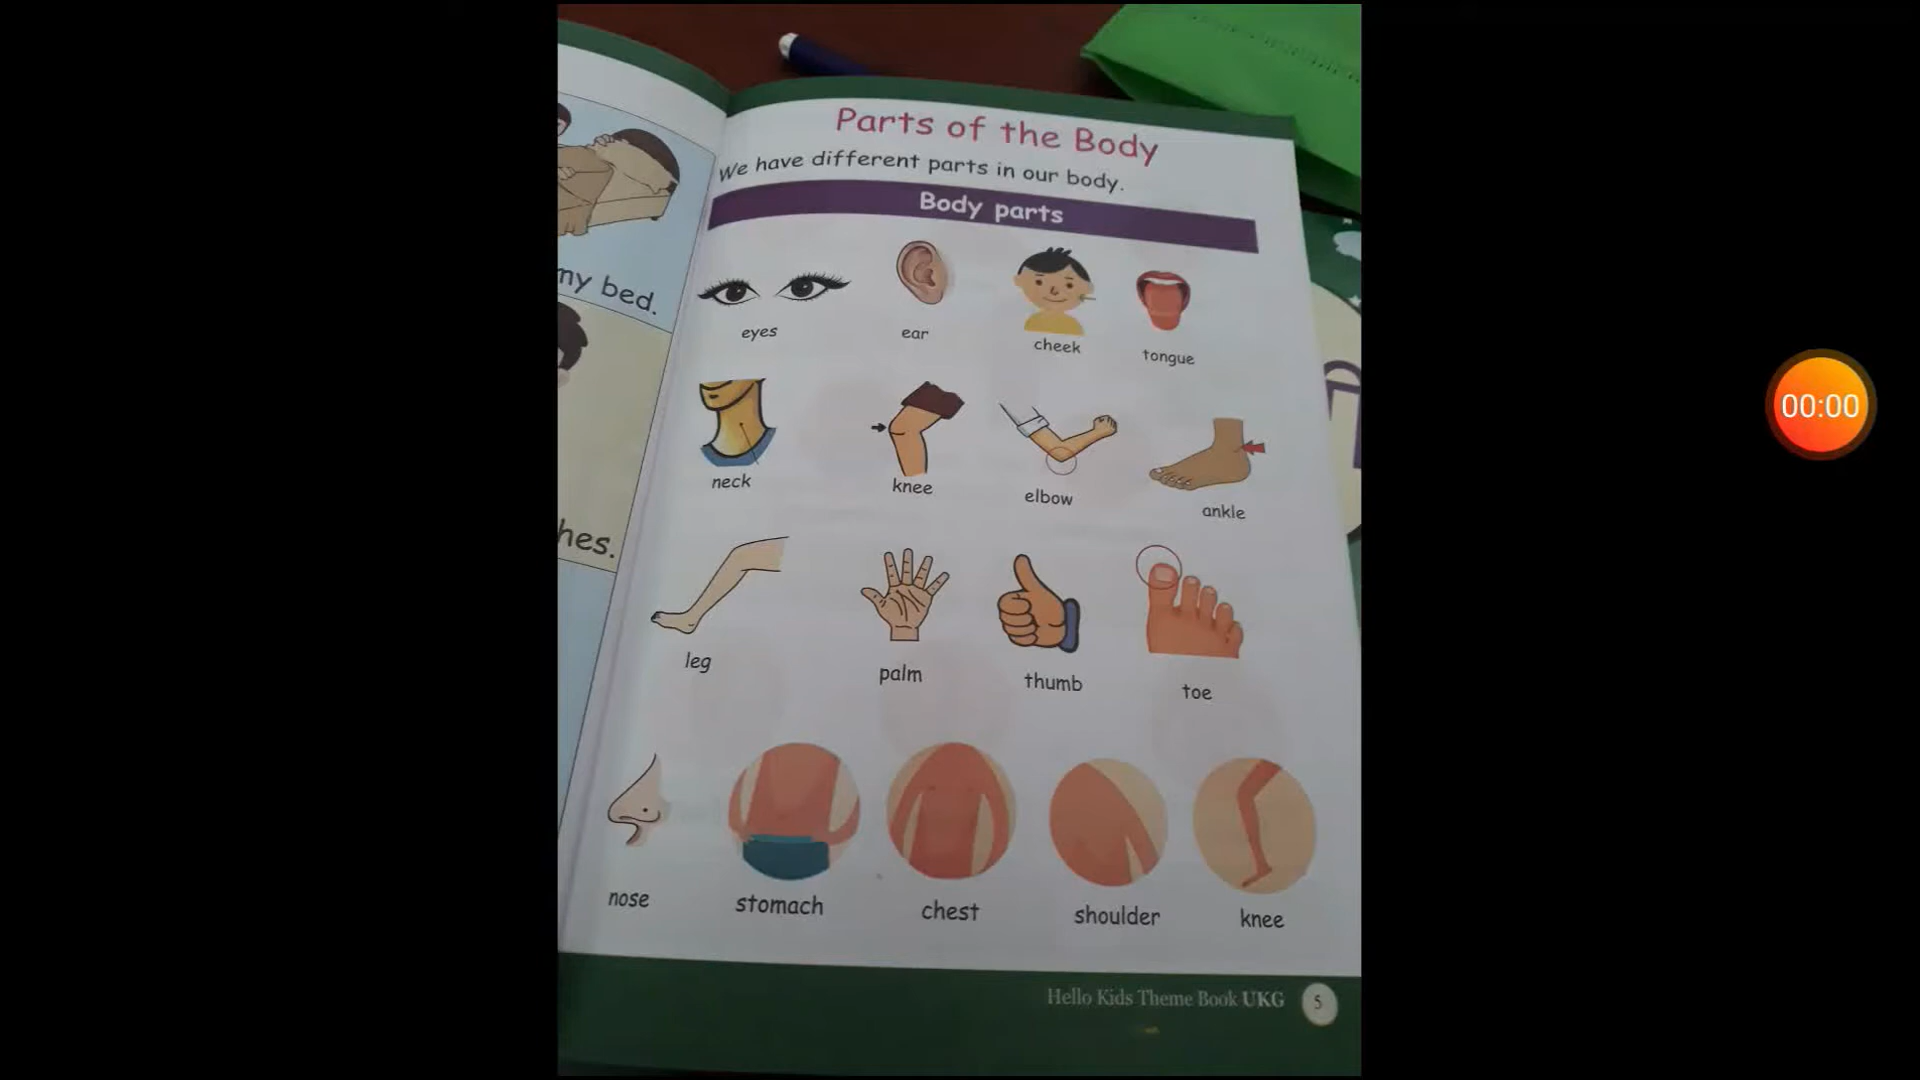 my bed.
hes.
Parts of the Body
We have different parts in our body.
Body parts
eyes ear cheek tongue
neck knee elbow ankle
leg palm thumb toe
nose stomach chest shoulder knee
Hello Kids Theme Book UKG 5
00:00